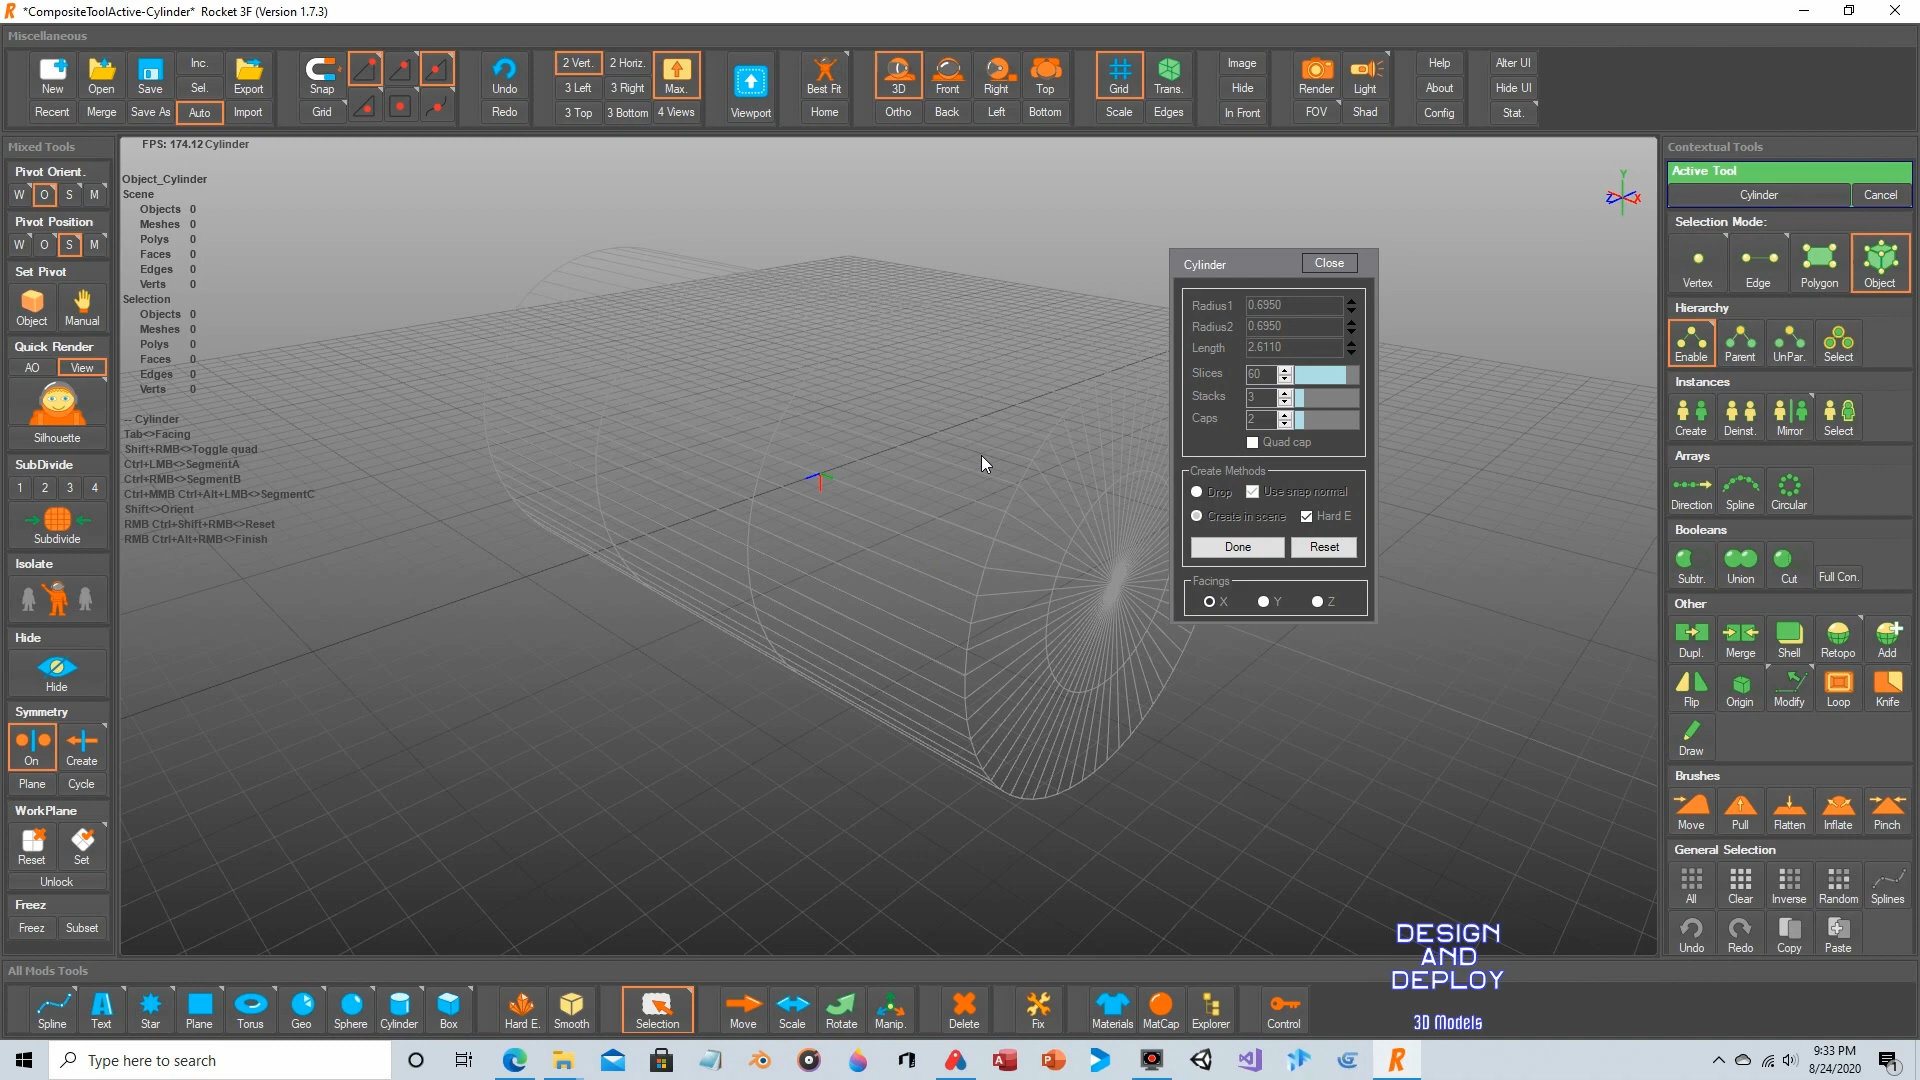 *CompositeToolActive-Cylinder* Rocket 3F (Version 1.7.3)
Miscellaneous
New Open Save Inc. Sel. Export
Recent Merge Save As Auto Import
Snap
Grid
Undo
Redo
2 Vert. 2 Horiz. Max.
3 Left 3 Right
3 Top 3 Bottom 4 Views
Viewport
Best Fit
Home
3D Front Right Top
Ortho Back Left Bottom
Grid Trans.
Scale Edges
Image
Hide
In Front
Render Light
FOV Shad
Help
About
Config
Alter UI
Hide UI
Stat.
Mixed Tools
Pivot Orient.
W O S M
Pivot Position
W O S M
Set Pivot
Object Manual
Quick Render
AO View
Silhouette
SubDivide
1 2 3 4
Subdivide
Isolate
Hide
Hide
Symmetry
On Create
Plane Cycle
WorkPlane
Reset Set
Unlock
Freez
Freez Subset
FPS: 174.12 Cylinder
Object_Cylinder
Scene
Objects 0
Meshes 0
Polys 0
Faces 0
Edges 0
Verts 0
Selection
Objects 0
Meshes 0
Polys 0
Faces 0
Edges 0
Verts 0
-- Cylinder
Tab<>Facing
Shift+RMB<>Toggle quad
Ctrl+LMB<>SegmentA
Ctrl+RMB<>SegmentB
Ctrl+MMB Ctrl+Alt+LMB<>SegmentC
Shift<>Orient
RMB Ctrl+Shift+RMB<>Reset
RMB Ctrl+Alt+RMB<>Finish
Y
Z X
Cylinder Close
Radius1 0.6950
Radius2 0.6950
Length 2.6110
Slices 60
Stacks 3
Caps 2
Quad cap
Create Methods
Drop Use snap normal
Create in scene Hard E
Done Reset
Facings
X Y Z
Contextual Tools
Active Tool
Cylinder Cancel
Selection Mode:
Vertex Edge Polygon Object
Hierarchy
Enable Parent UnPar. Select
Instances
Create Deinst. Mirror Select
Arrays
Direction Spline Circular
Booleans
Subtr. Union Cut Full Con.
Other
Dupl. Merge Shell Retopo Add
Flip Origin Modify Loop Knife
Draw
Brushes
Move Pull Flatten Inflate Pinch
General Selection
All Clear Inverse Random Splines
Undo Redo Copy Paste
DESIGN
AND
DEPLOY
3D Models
All Mods Tools
Spline Text Star Plane Torus Geo Sphere Cylinder Box Hard E. Smooth Selection Move Scale Rotate Manip. Delete Fix Materials MatCap Explorer Control
Type here to search
9:33 PM
8/24/2020
1